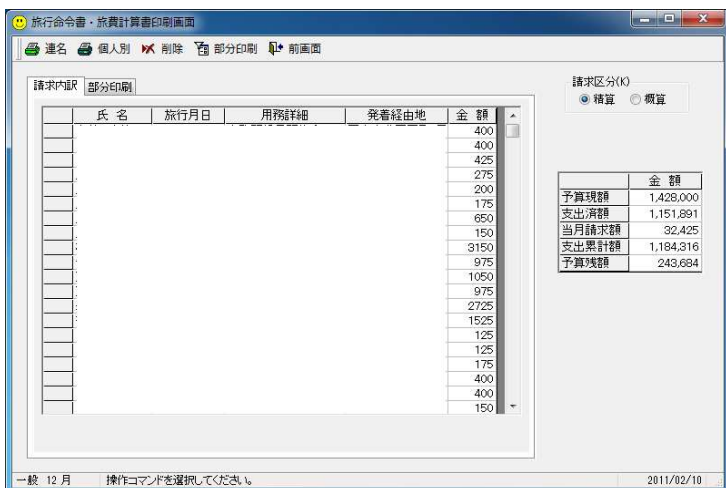 旅行命令書・旅費計算書印刷画面
連名 個人別 削除 部分印刷 前画面
請求内訳 部分印刷
請求区分(K)
精算 概算
氏 名 旅行月日 用務詳細 発着経由地 金 額
400
400
425
275
200
175
650
150
3150
975
1050
975
2725
1525
125
125
175
400
400
150
金 額
予算現額 1,428,000
支出済額 1,151,891
当月請求額 32,425
支出累計額 1,184,316
予算残額 243,684
一般 12 月 操作コマンドを選択してください。 2011/02/10